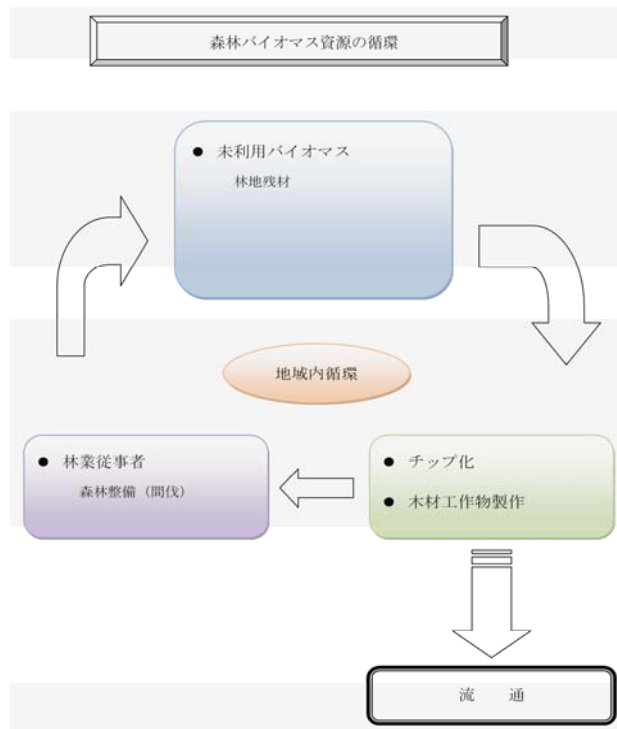 森林バイオマス資源の循環
● 未利用バイオマス
林地残材
地域内循環
● 林業従事者
森林整備（間伐）
● チップ化
● 木材工作物製作
流　　通